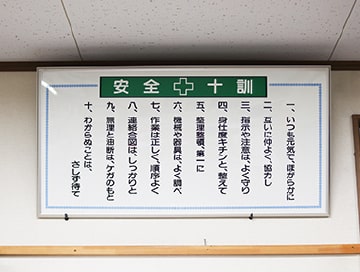 安全十訓
一、いつも元気で、ほがらかに
二、互いに仲よく、協力し
三、指示や注意は、よく守り
四、身仕度キチンと、整えて
五、整理整頓、第一に
六、機械や器具は、よく調べ
七、作業は正しく、順序よく
八、連絡合図は、しっかりと
九、無理と油断は、ケガのもと
十、わからぬことは、
さしず待て